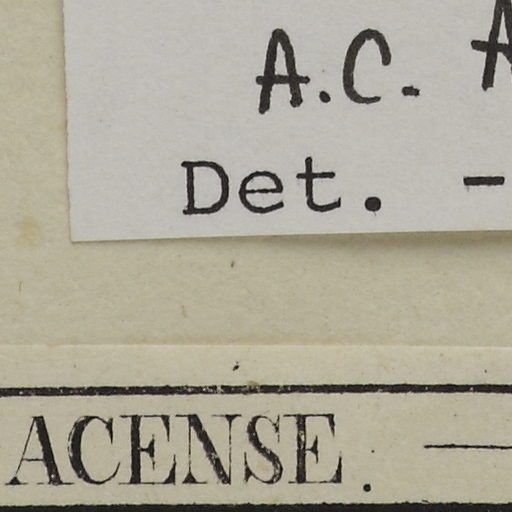 A.C. A
Det. -
ACENSE. —